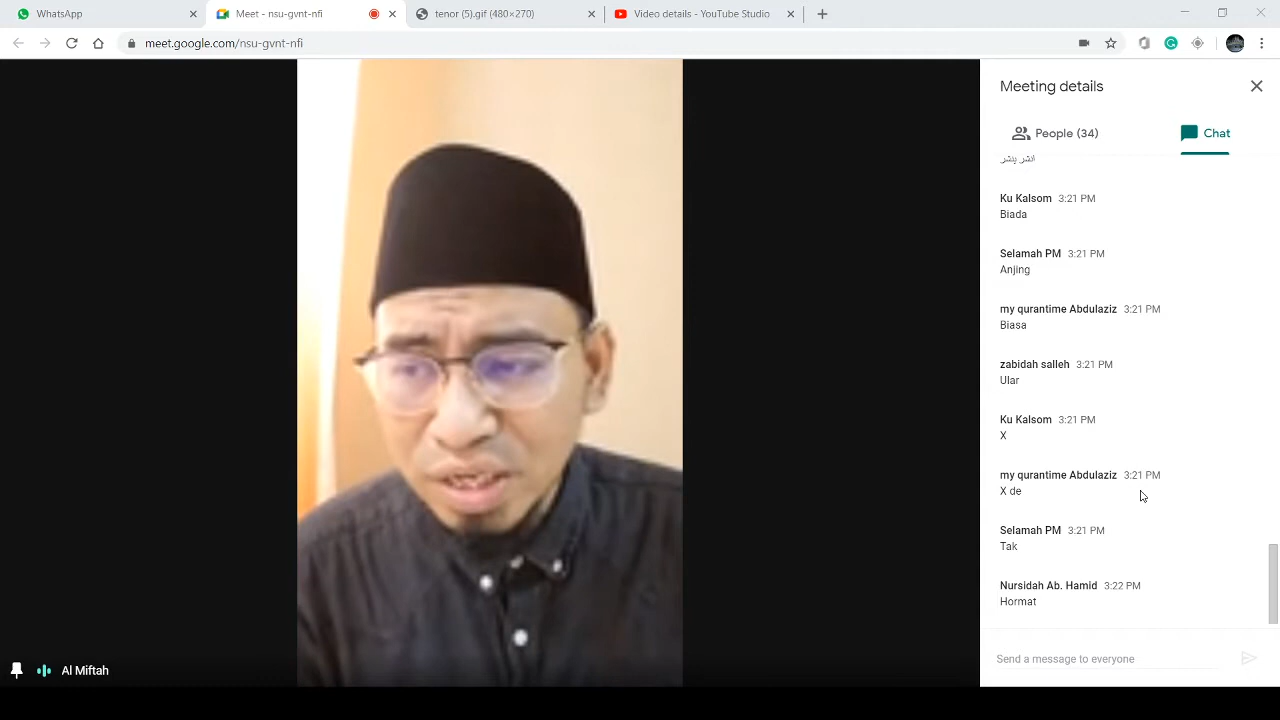 WhatsApp
Meet - nsu-gvnt-nfi
tenor (5).gif (480×270)
Video details - YouTube Studio
meet.google.com/nsu-gvnt-nfi
Meeting details
People (34)
Chat
Ku Kalsom 3:21 PM
Biada
Selamah PM 3:21 PM
Anjing
my qurantime Abdulaziz 3:21 PM
Biasa
zabidah salleh 3:21 PM
Ular
Ku Kalsom 3:21 PM
X
my qurantime Abdulaziz 3:21 PM
X de
Selamah PM 3:21 PM
Tak
Nursidah Ab. Hamid 3:22 PM
Hormat
Send a message to everyone
Al Miftah